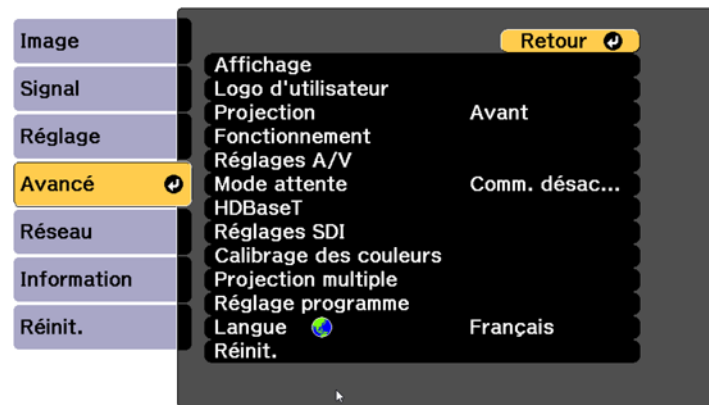 Image
Signal
Réglage
Avancé
Réseau
Information
Réinit.
Retour
Affichage
Logo d'utilisateur
Projection Avant
Fonctionnement
Réglages A/V
Mode attente Comm. désac...
HDBaseT
Réglages SDI
Calibrage des couleurs
Projection multiple
Réglage programme
Langue Français
Réinit.